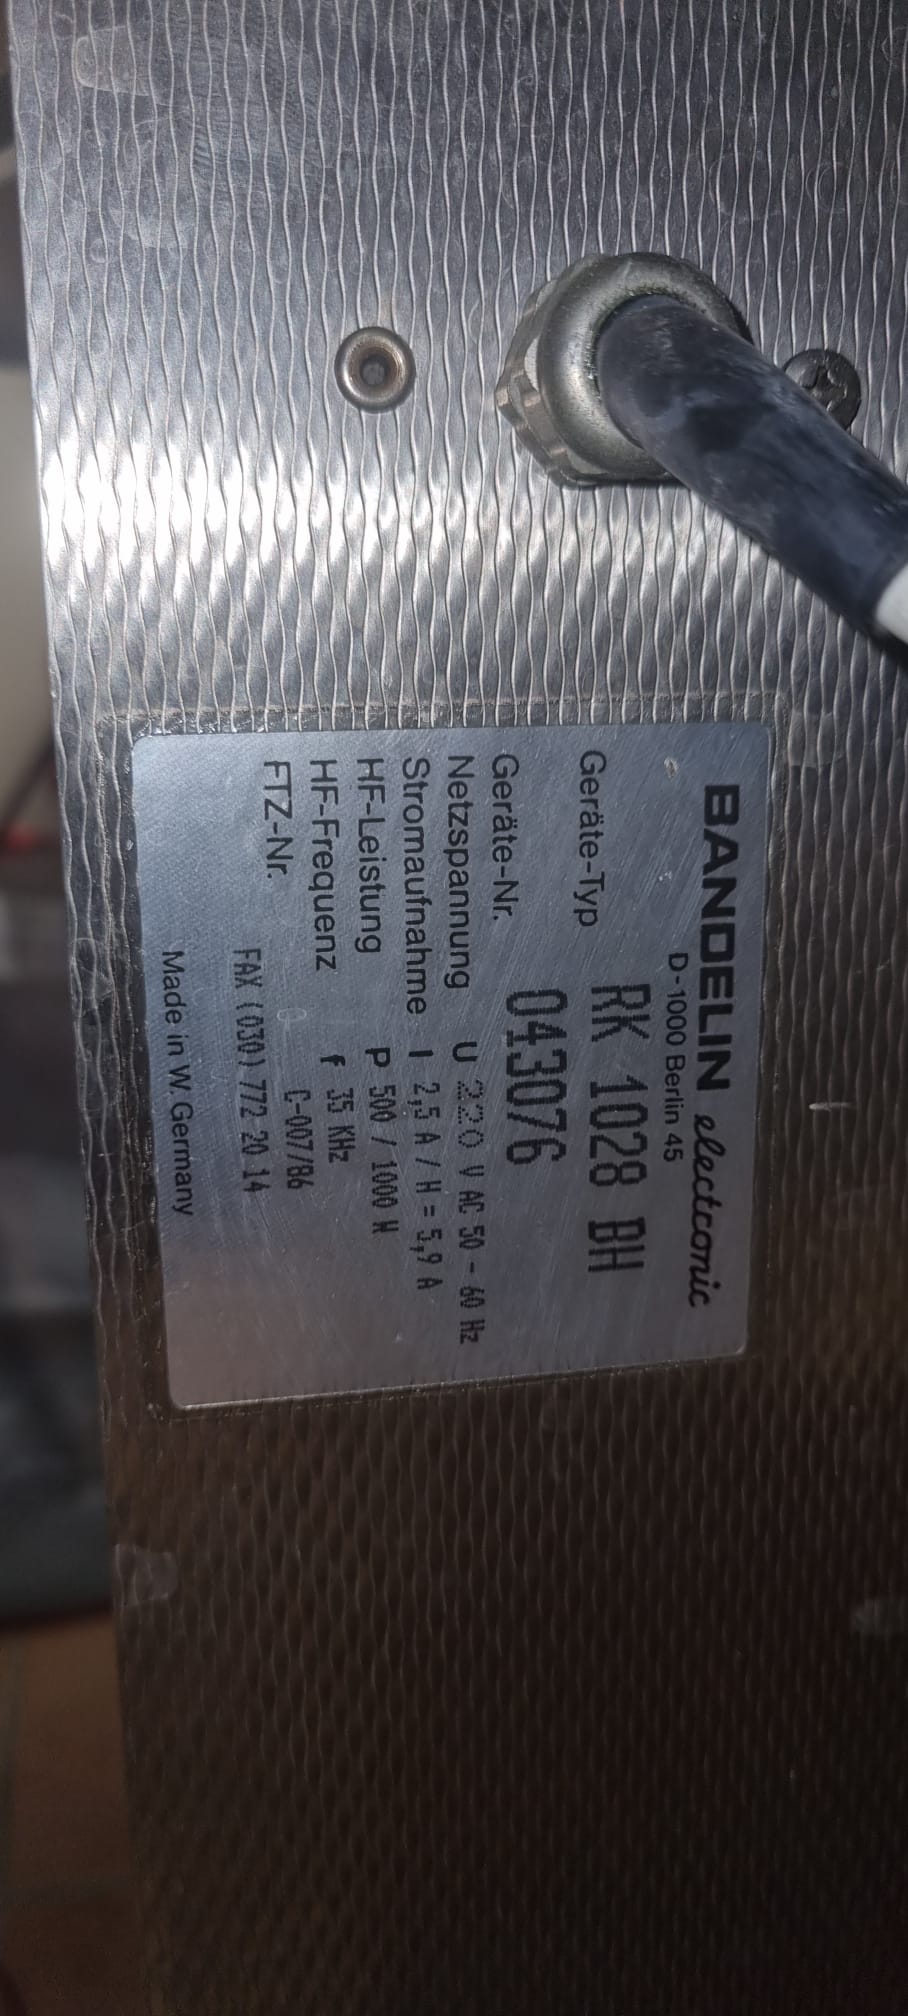 BANDELIN electronic
D-1000 Berlin 45
Geräte-Typ RK 1028 BH
Geräte-Nr. 043076
Netzspannung U 220 V AC 50 - 60 Hz
Stromaufnahme I 2,5 A / H = 5,9 A
HF-Leistung P 500 / 1000 W
HF-Frequenz f 35 KHz
FTZ-Nr. C-007/86
FAX (030) 772 20 14
Made in W. Germany